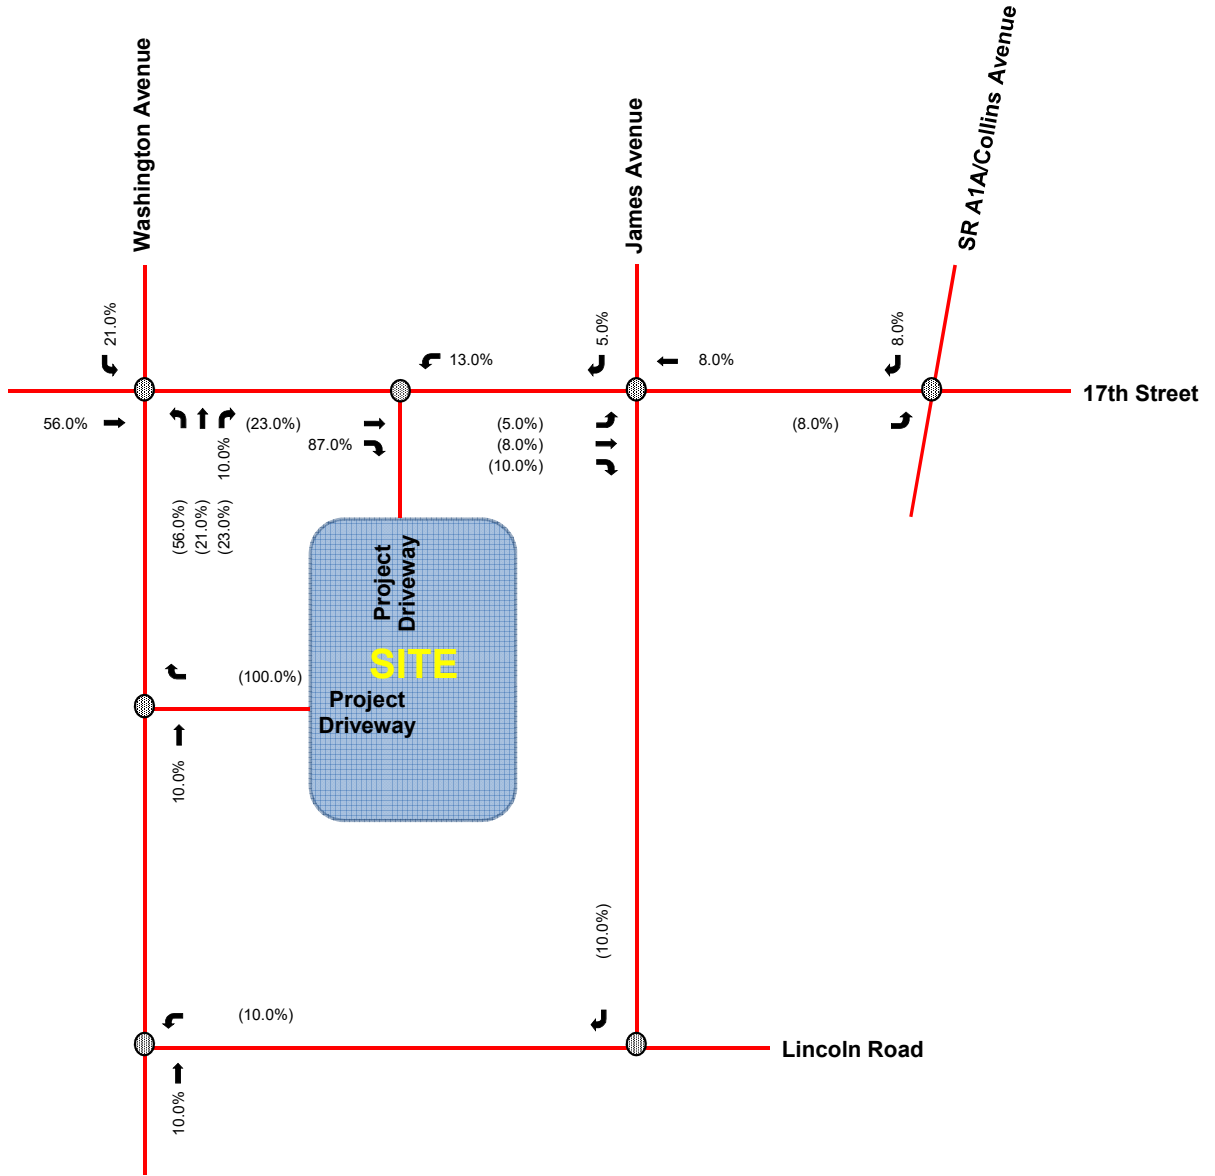 Washington Avenue
James Avenue
SR A1A/Collins Avenue
21.0%
5.0%
8.0%
13.0%
8.0%
17th Street
56.0%
(23.0%)
(5.0%)
(8.0%)
87.0%
(8.0%)
(10.0%)
10.0%
(56.0%)
(21.0%)
(23.0%)
Project
Driveway
SITE
(100.0%)
Project
Driveway
10.0%
(10.0%)
(10.0%)
Lincoln Road
10.0%